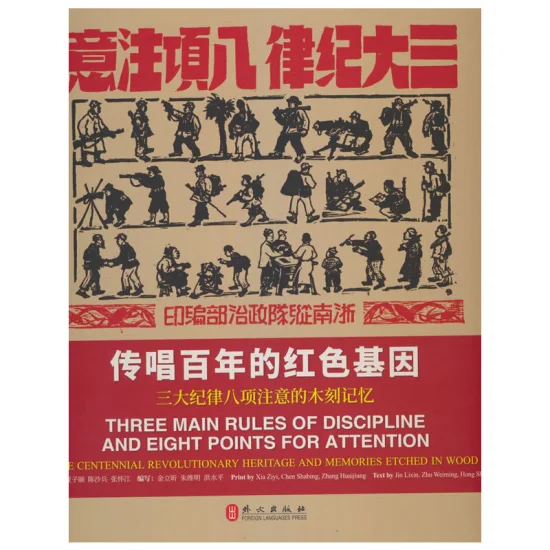 三大纪律八項注意
浙南縱隊政治部編印
传唱百年的红色基因
三大纪律八项注意的木刻记忆
THREE MAIN RULES OF DISCIPLINE
AND EIGHT POINTS FOR ATTENTION
E CENTENNIAL REVOLUTIONARY HERITAGE AND MEMORIES ETCHED IN WOOD
陈沙兵 张怀江 编写:金立昕 朱维明 洪水平 Print by Xia Ziyi, Chen Shabing, Zhang Huaijiang Text by Jin Lixin, Zhu Weiming, Hong
外文出版社
FOREIGN LANGUAGES PRESS